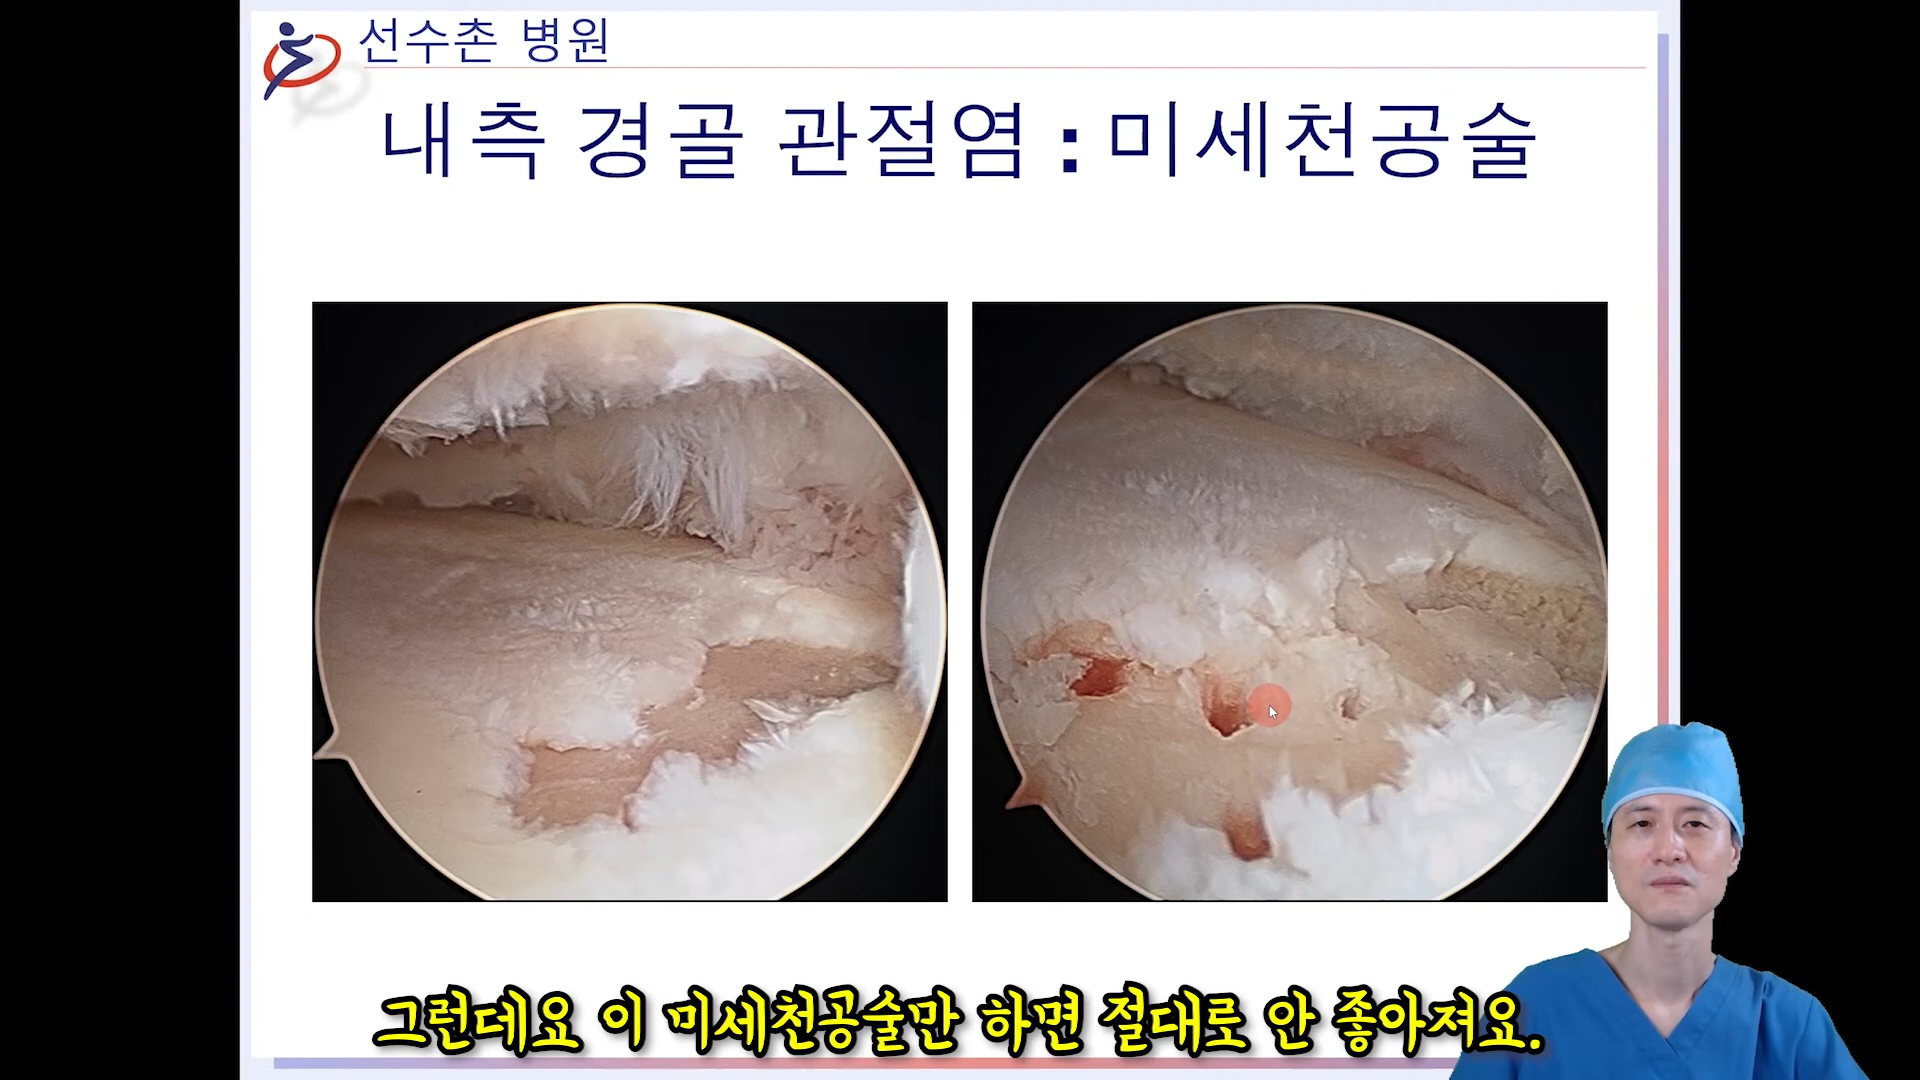 선수촌 병원
내측 경골 관절염 : 미세천공술
그런데요 이 미세천공술만 하면 절대로 안 좋아져요.